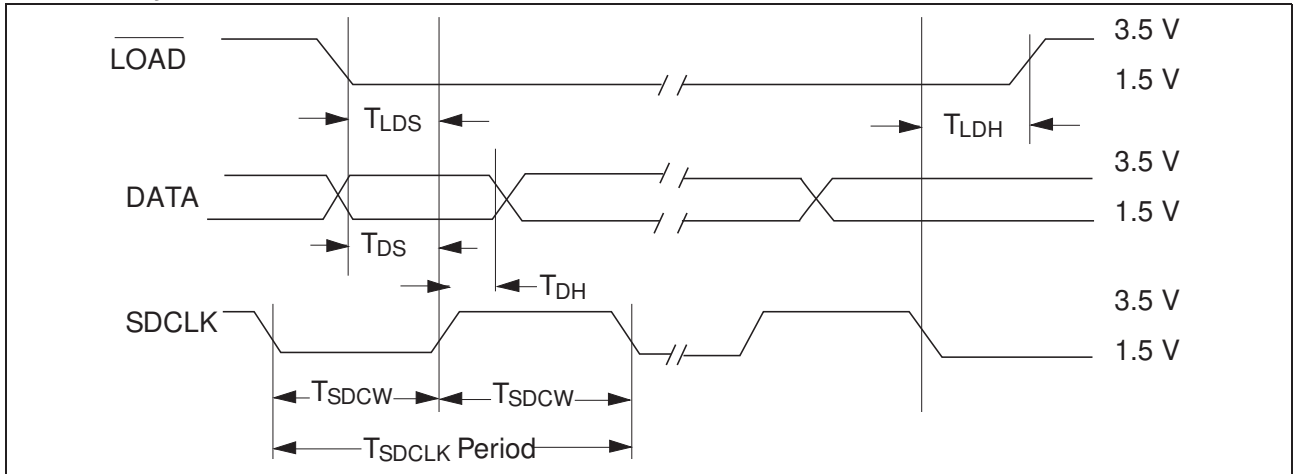 LOAD
3.5 V
1.5 V
TLDS
TLDH
DATA
3.5 V
1.5 V
TDS
TDH
SDCLK
3.5 V
1.5 V
TSDCW
TSDCW
TSDCLK Period